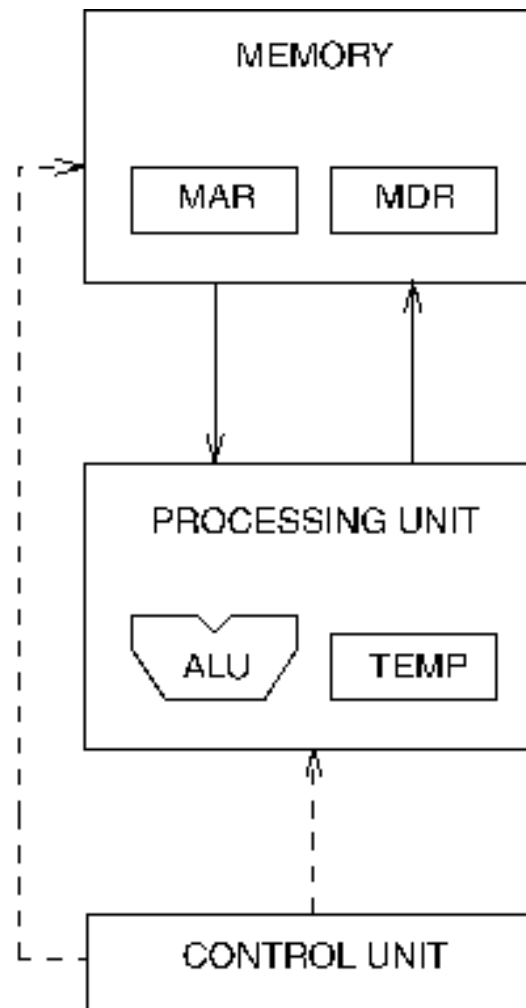 MEMORY
MAR MDR
PROCESSING UNIT
ALU TEMP
CONTROL UNIT